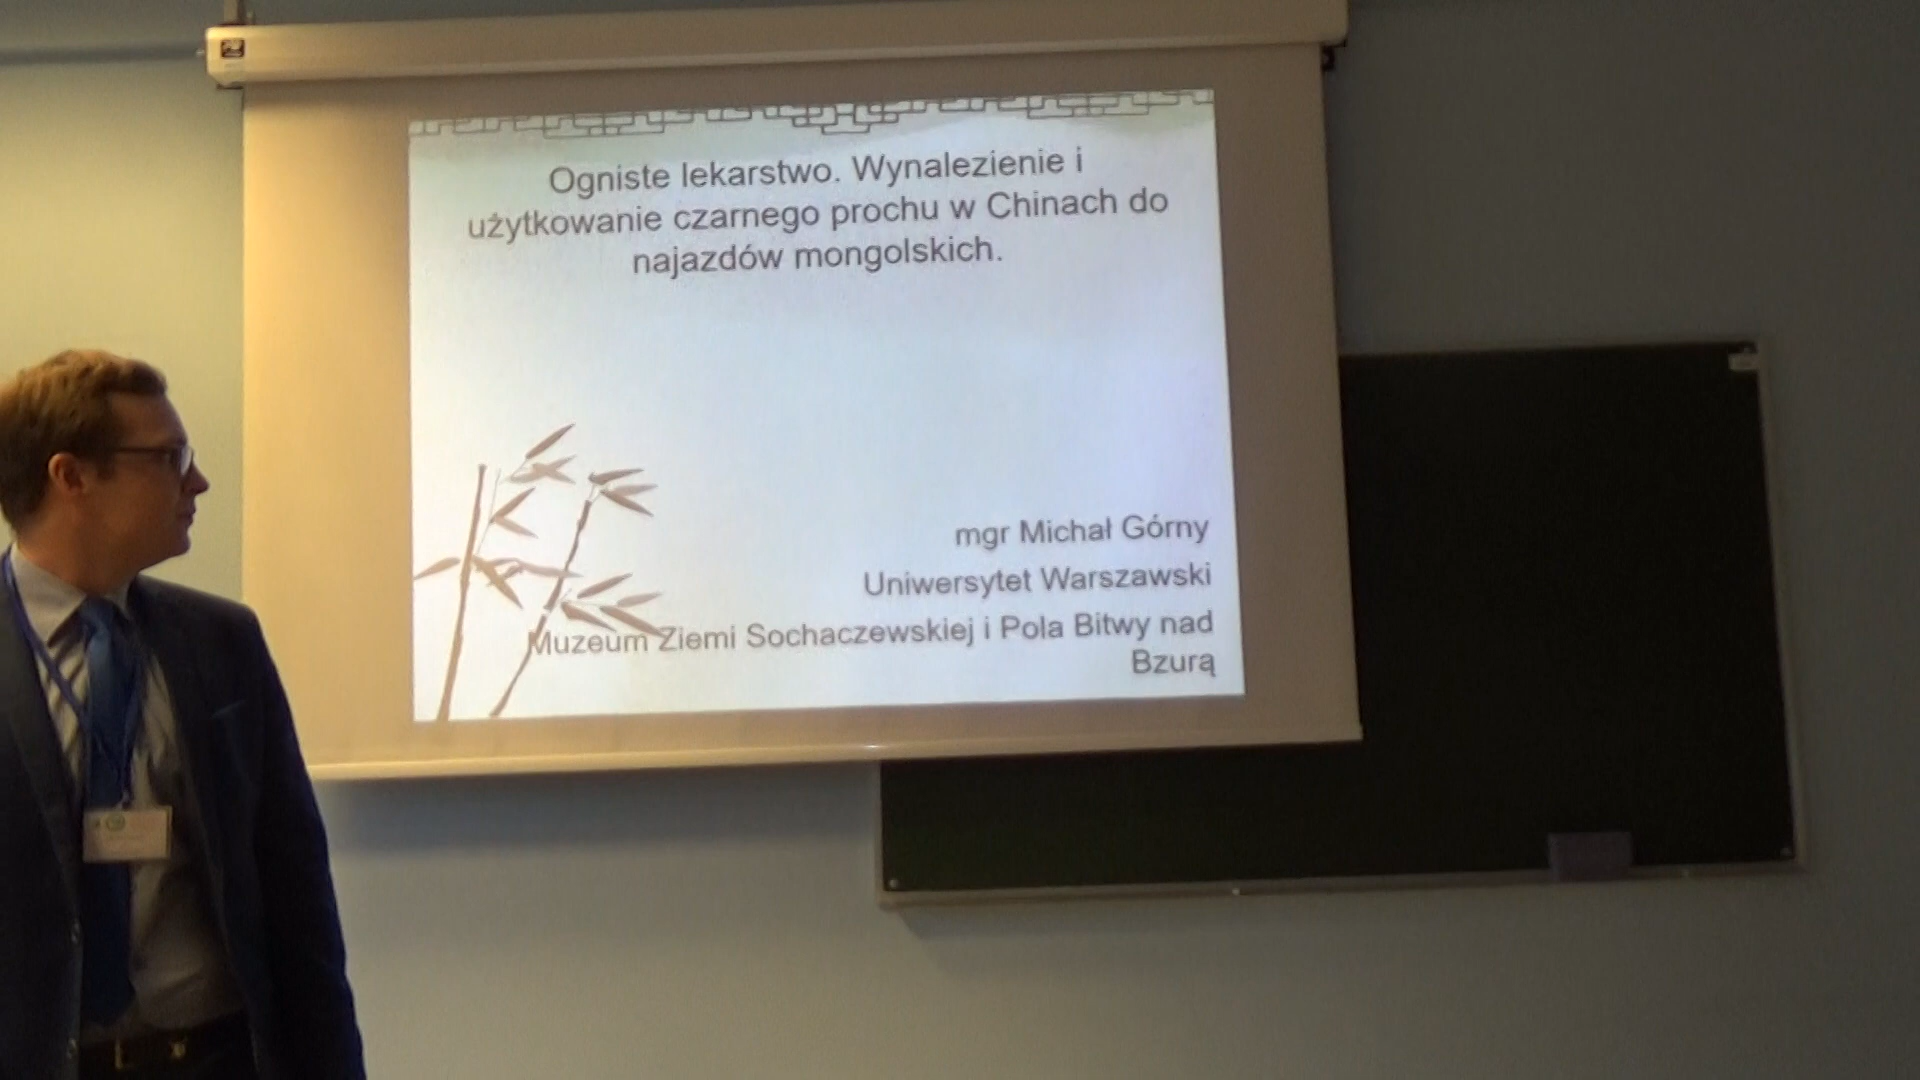 Ogniste lekarstwo. Wynalezienie i
użytkowanie czarnego prochu w Chinach do
najazdów mongolskich.
mgr Michał Górny
Uniwersytet Warszawski
Muzeum Ziemi Sochaczewskiej i Pola Bitwy nad
Bzurą